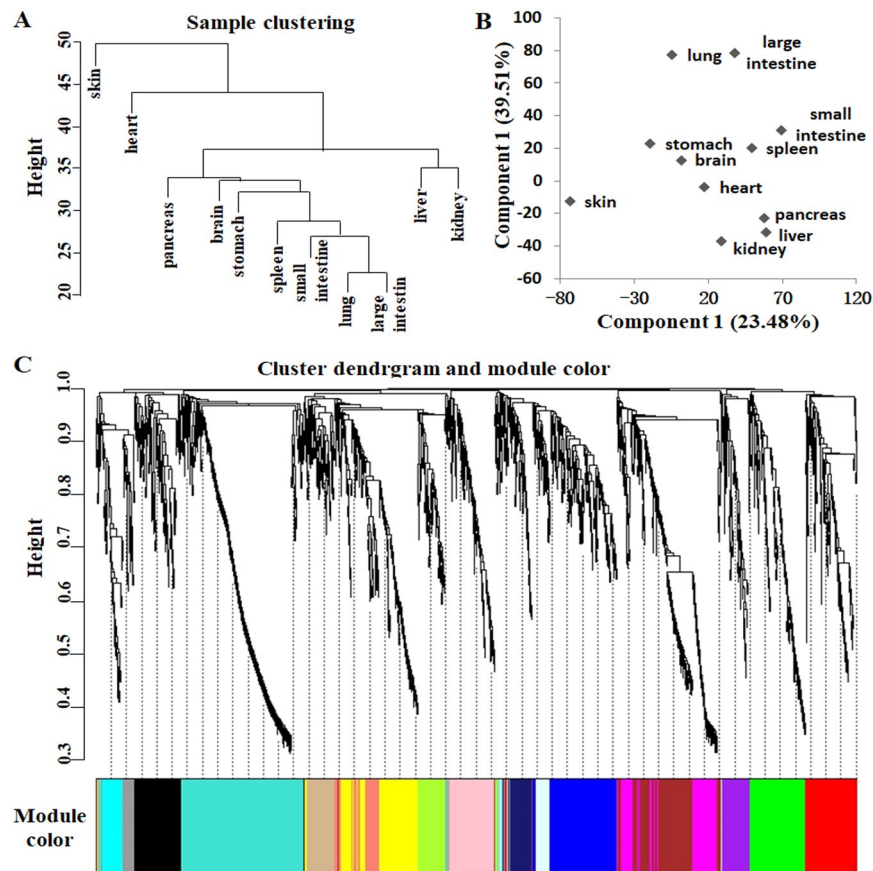 A
Sample clustering
Height
50
45
40
35
30
25
20
skin
heart
pancreas
brain
stomach
spleen
small
intestine
lung
large
intestin
liver
kidney
B
Component 1 (39.51%)
100
80
60
40
20
0
-20
-40
-60
lung
large
intestine
small
intestine
stomach
spleen
brain
heart
skin
pancreas
liver
kidney
−80
−30
20
70
120
Component 1 (23.48%)
C
Cluster dendrgram and module color
Height
1.0
0.9
0.8
0.7
0.6
0.5
0.4
0.3
Module
color